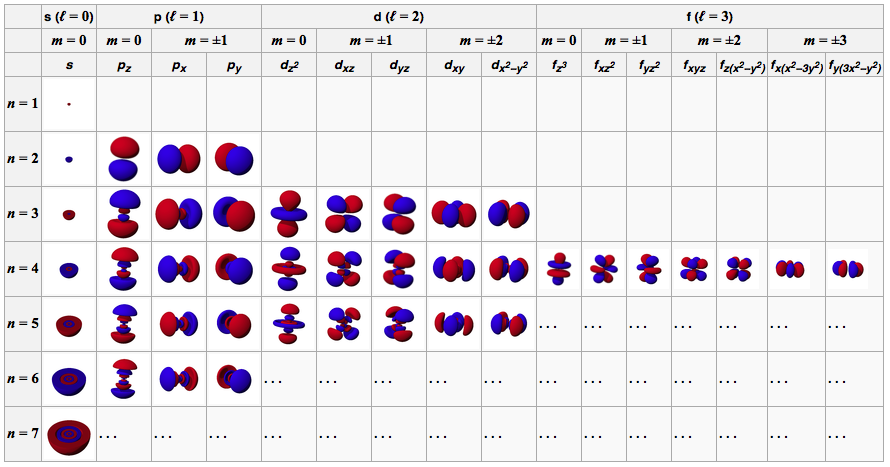 s (ℓ = 0) p (ℓ = 1) d (ℓ = 2) f (ℓ = 3)
m = 0 m = 0 m = ±1 m = 0 m = ±1 m = ±2 m = 0 m = ±1 m = ±2 m = ±3
s pz px py dz² dxz dyz dxy dx²−y² fz³ fxz² fyz² fxyz fz(x²−y²) fx(x²−3y²) fy(3x²−y²)
n = 1
n = 2
n = 3
n = 4
n = 5 . . . . . . . . . . . . . . . . . . . . .
n = 6 . . . . . . . . . . . . . . . . . . . . . . . . . . . . . . . . . . . .
n = 7 . . . . . . . . . . . . . . . . . . . . . . . . . . . . . . . . . . . . . . . . . . . . .